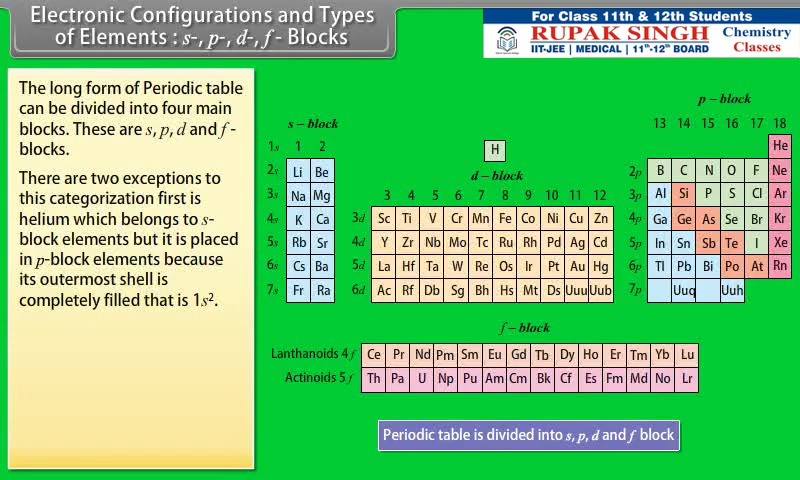 Electronic Configurations and Types
of Elements : s-, p-, d-, f - Blocks
For Class 11th & 12th Students
RUPAK SINGH
IIT-JEE | MEDICAL | 11th-12th BOARD
Chemistry
Classes
The long form of Periodic table
can be divided into four main
blocks. These are s, p, d and f -
blocks.
There are two exceptions to
this categorization first is
helium which belongs to s-
block elements but it is placed
in p-block elements because
its outermost shell is
completely filled that is 1s².
p – block
s – block
13 14 15 16 17 18
1s 1 2
H
He
d – block
2s Li Be
2p B C N O F Ne
3 4 5 6 7 8 9 10 11 12
3s Na Mg
3p Al Si P S Cl Ar
4s K Ca
3d Sc Ti V Cr Mn Fe Co Ni Cu Zn
4p Ga Ge As Se Br Kr
5s Rb Sr
4d Y Zr Nb Mo Tc Ru Rh Pd Ag Cd
5p In Sn Sb Te I Xe
6s Cs Ba
5d La Hf Ta W Re Os Ir Pt Au Hg
6p Tl Pb Bi Po At Rn
7s Fr Ra
6d Ac Rf Db Sg Bh Hs Mt Ds Uuu Uub
7p Uuq Uuh
f – block
Lanthanoids 4f Ce Pr Nd Pm Sm Eu Gd Tb Dy Ho Er Tm Yb Lu
Actinoids 5f Th Pa U Np Pu Am Cm Bk Cf Es Fm Md No Lr
Periodic table is divided into s, p, d and f block